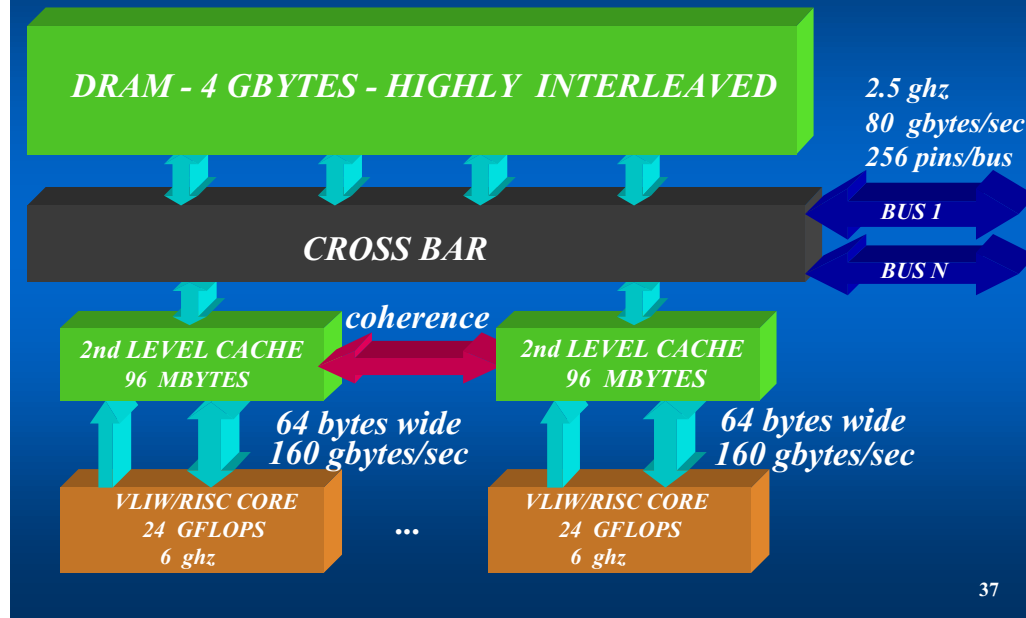 DRAM - 4 GBYTES - HIGHLY INTERLEAVED
2.5 ghz
80 gbytes/sec
256 pins/bus
BUS 1
CROSS BAR
BUS N
coherence
2nd LEVEL CACHE
96 MBYTES
2nd LEVEL CACHE
96 MBYTES
64 bytes wide
160 gbytes/sec
64 bytes wide
160 gbytes/sec
VLIW/RISC CORE
24 GFLOPS
6 ghz
...
VLIW/RISC CORE
24 GFLOPS
6 ghz
37